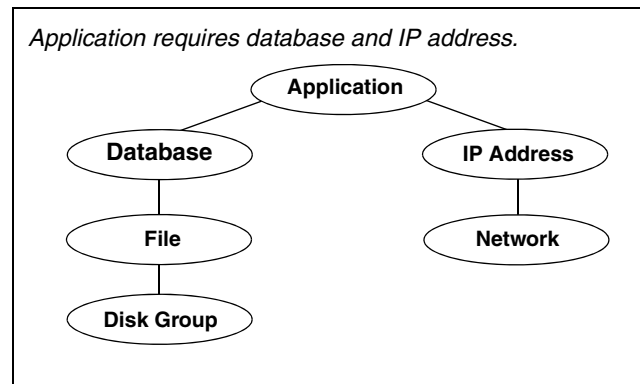 Application requires database and IP address.
Application
Database
IP Address
File
Network
Disk Group